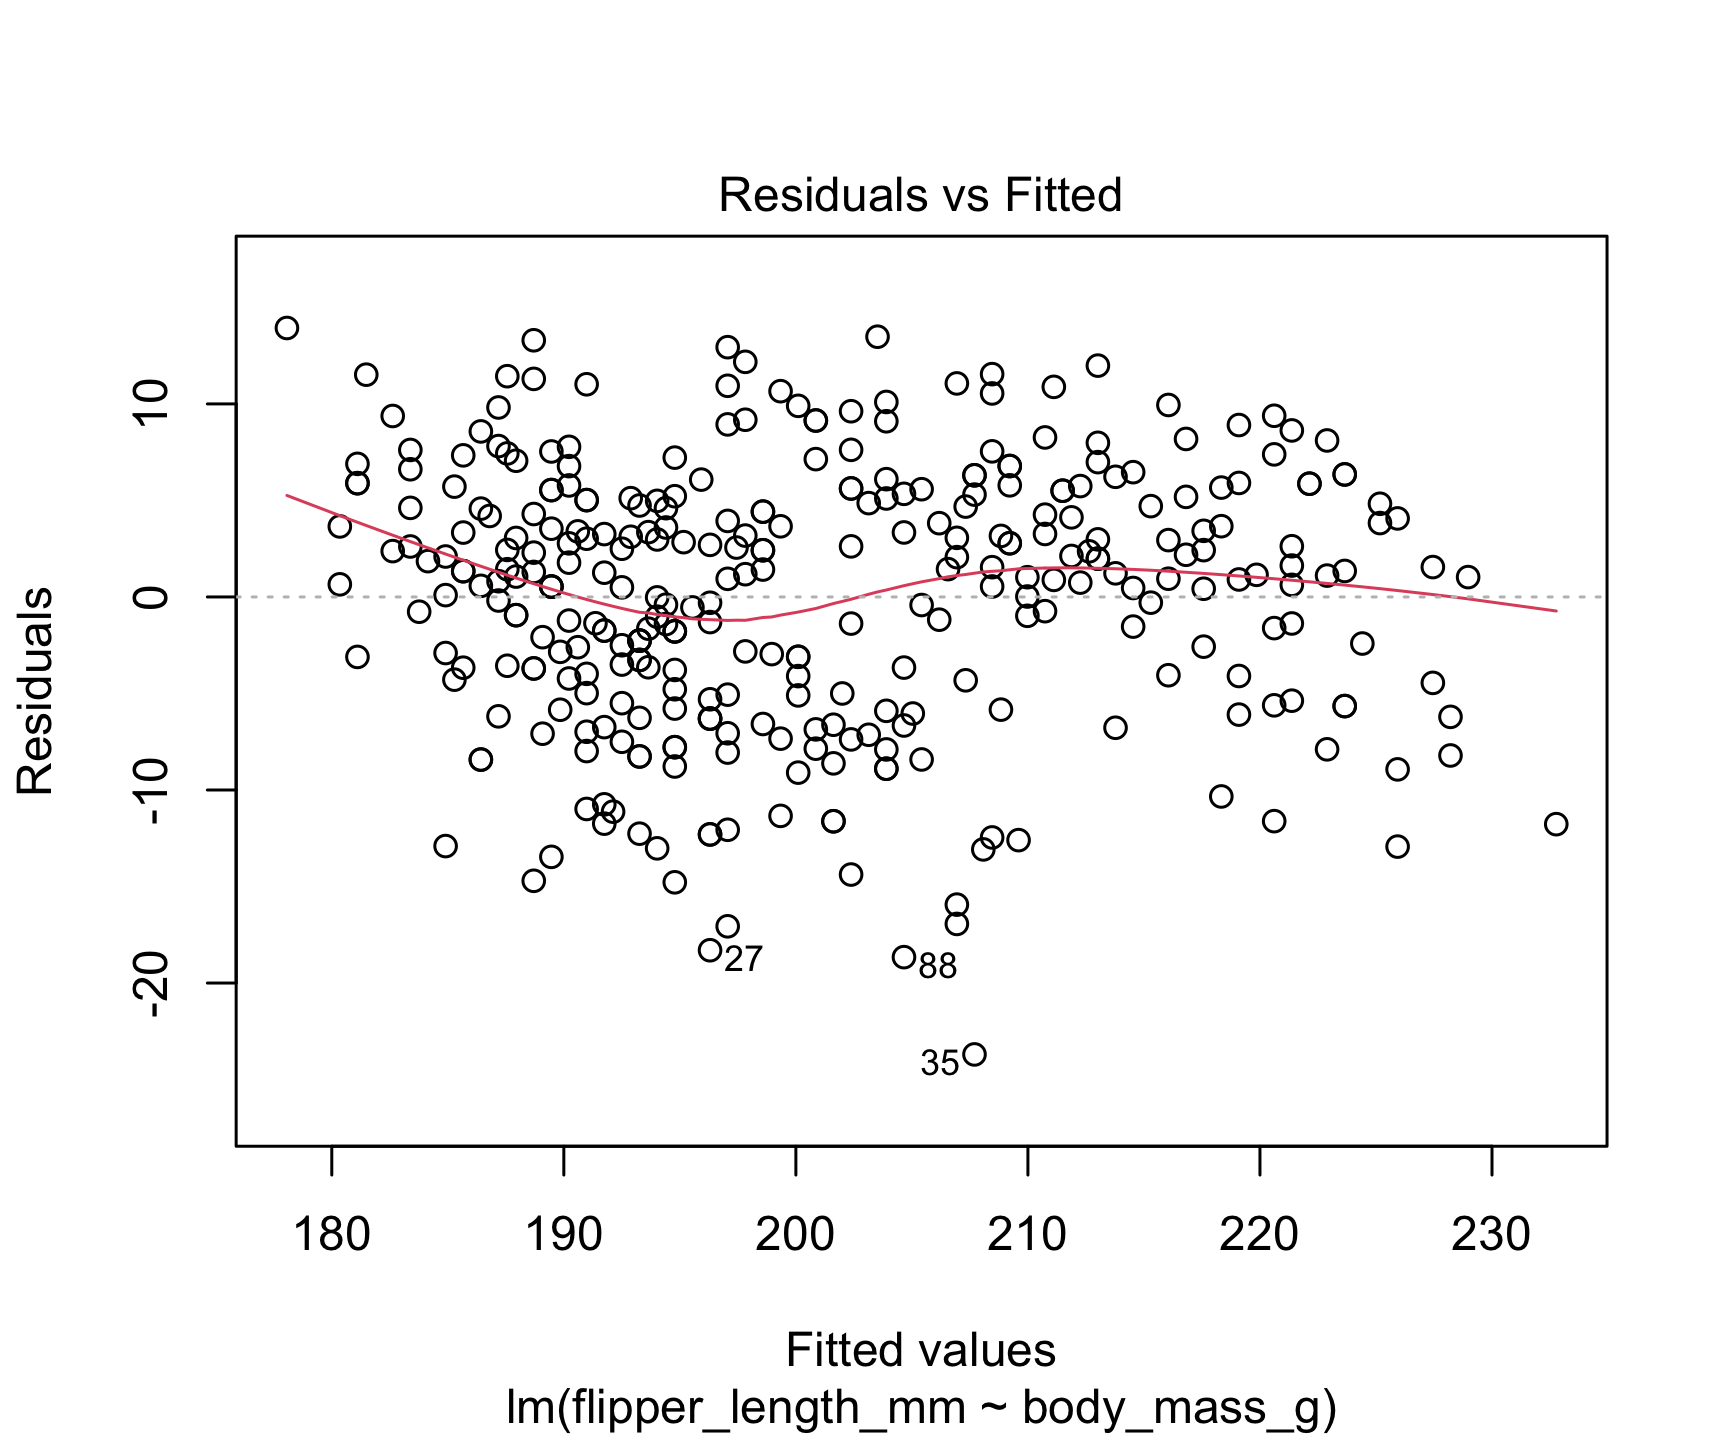 Residuals vs Fitted
Residuals
10
0
-10
-20
27
88
35
180 190 200 210 220 230
Fitted values
lm(flipper_length_mm ~ body_mass_g)